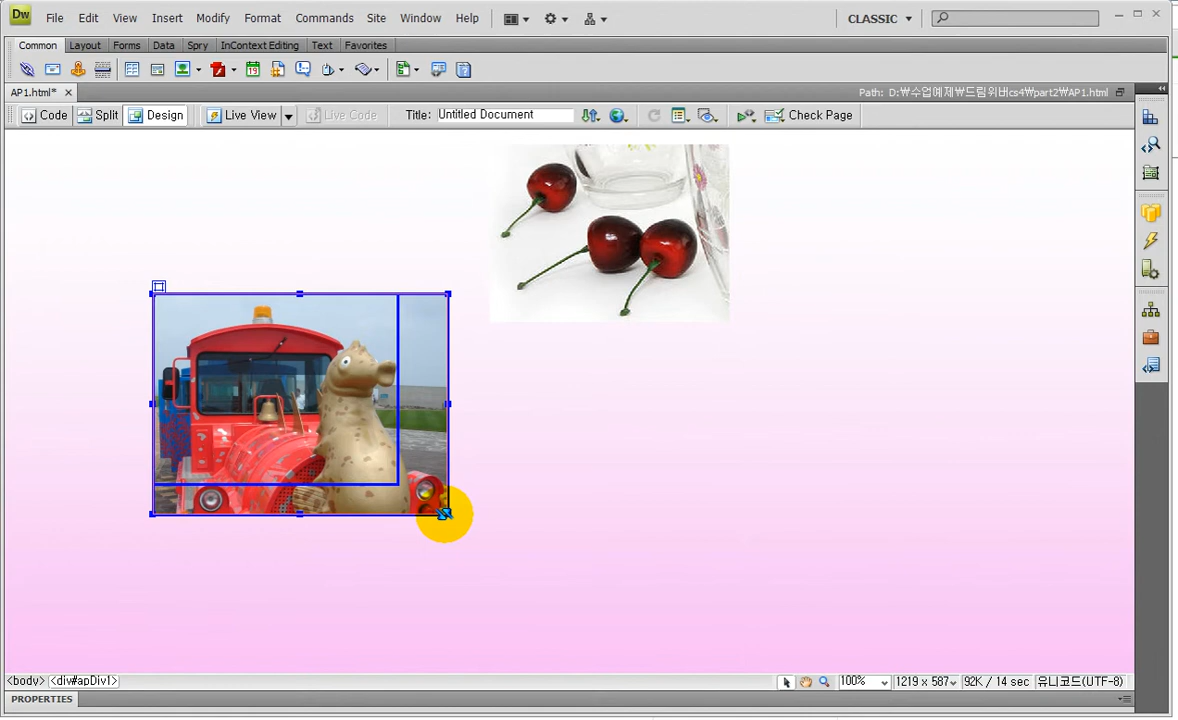 Dw File Edit View Insert Modify Format Commands Site Window Help CLASSIC
Common Layout Forms Data Spry InContext Editing Text Favorites
19
AP1.html* Path: D:₩수업예제₩드림위버cs4₩part2₩AP1.html
Code Split Design Live View Live Code Title: Untitled Document Check Page
<body> <div#apDiv1> 100% 1219 x 587 92K / 14 sec 유니코드(UTF-8)
PROPERTIES